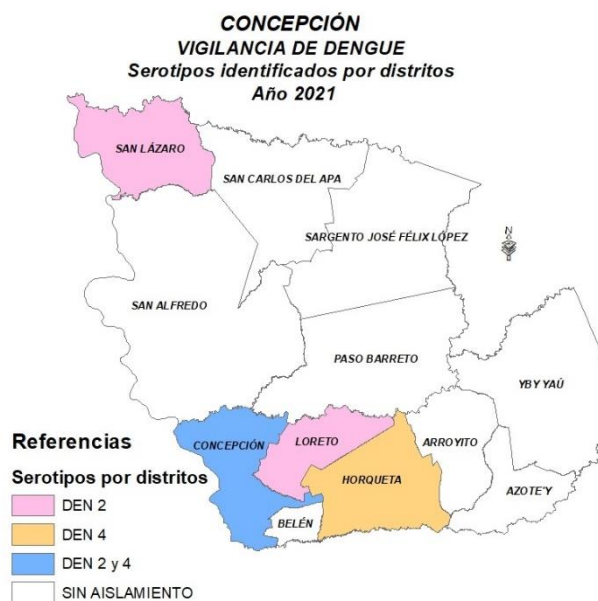 CONCEPCIÓN
VIGILANCIA DE DENGUE
Serotipos identificados por distritos
Año 2021
SAN LÁZARO
SAN CARLOS DEL APA
SARGENTO JOSÉ FÉLIX LÓPEZ
N
SAN ALFREDO
PASO BARRETO
YBY YAÚ
CONCEPCIÓN
LORETO
ARROYITO
HORQUETA
AZOTE'Y
BELÉN
Referencias
Serotipos por distritos
DEN 2
DEN 4
DEN 2 y 4
SIN AISLAMIENTO